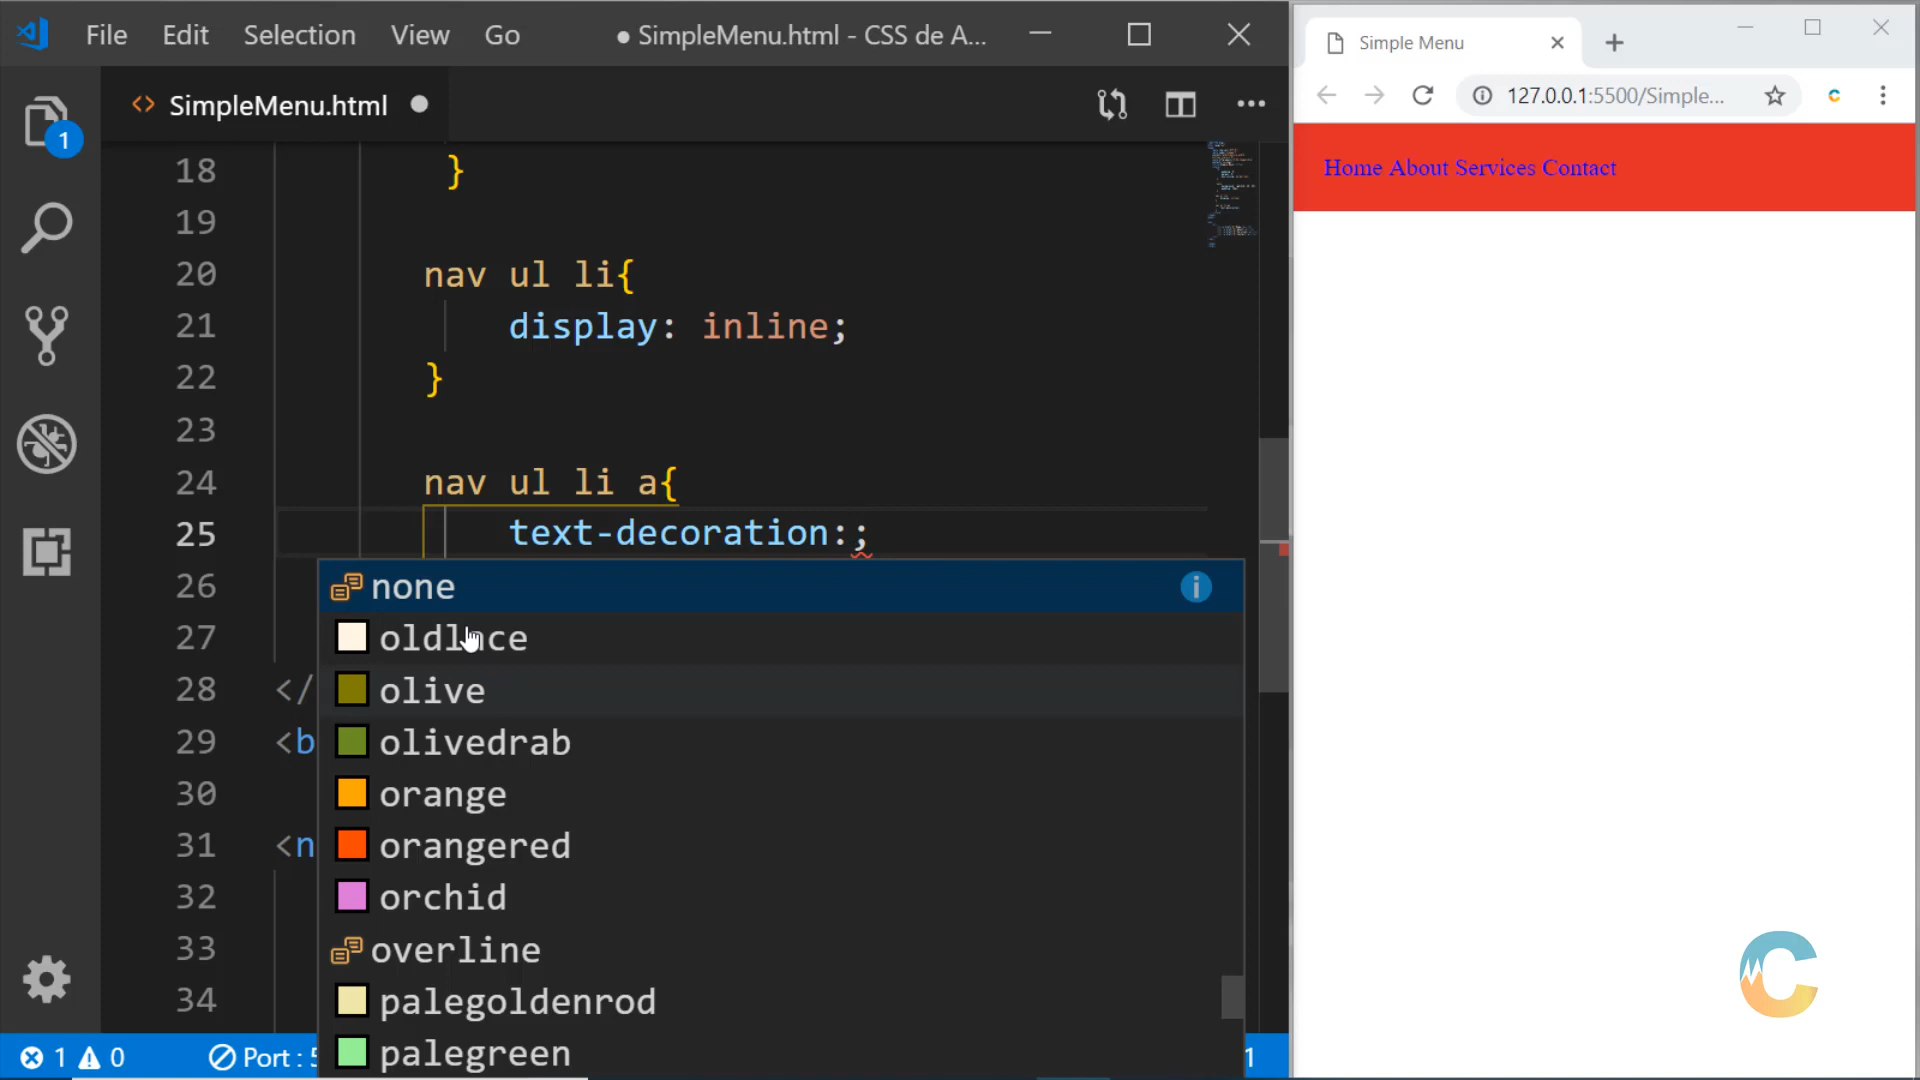 File Edit Selection View Go ● SimpleMenu.html - CSS de A...
<> SimpleMenu.html ●
1
18 }
19
20 nav ul li{
21 display: inline;
22 }
23
24 nav ul li a{
25 text-decoration:;
26 none
27 oldlace
28 </ olive
29 <b olivedrab
30 orange
31 <n orangered
32 orchid
33 overline
34 palegoldenrod
palegreen
1 0 Port : 5 1
Simple Menu
127.0.0.1:5500/Simple...
Home About Services Contact
C